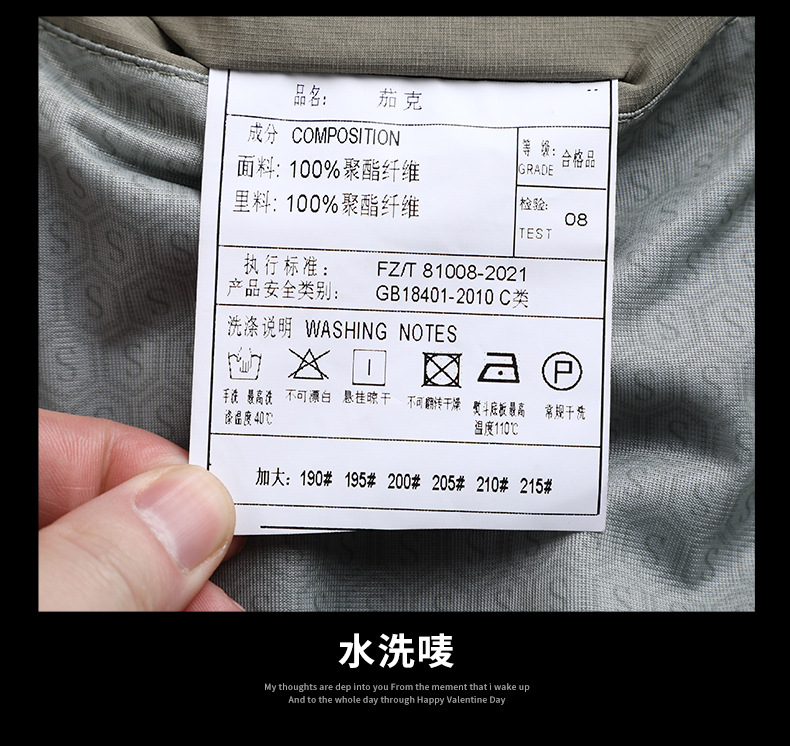 品名: 茄克
成分 COMPOSITION
面料: 100%聚酯纤维
里料: 100%聚酯纤维
等 级: 合格品
GRADE
检验: 08
TEST
执行标准: FZ/T 81008-2021
产品安全类别: GB18401-2010 C类
洗涤说明 WASHING NOTES
P
手洗 最高洗涤温度40℃
不可漂白
悬挂晾干
不可翻转干燥
熨斗底板最高温度110℃
常规干洗
加大: 190# 195# 200# 205# 210# 215#
水洗唛
My thoughts are dep into you From the mement that i wake up
And to the whole day through Happy Valentine Day